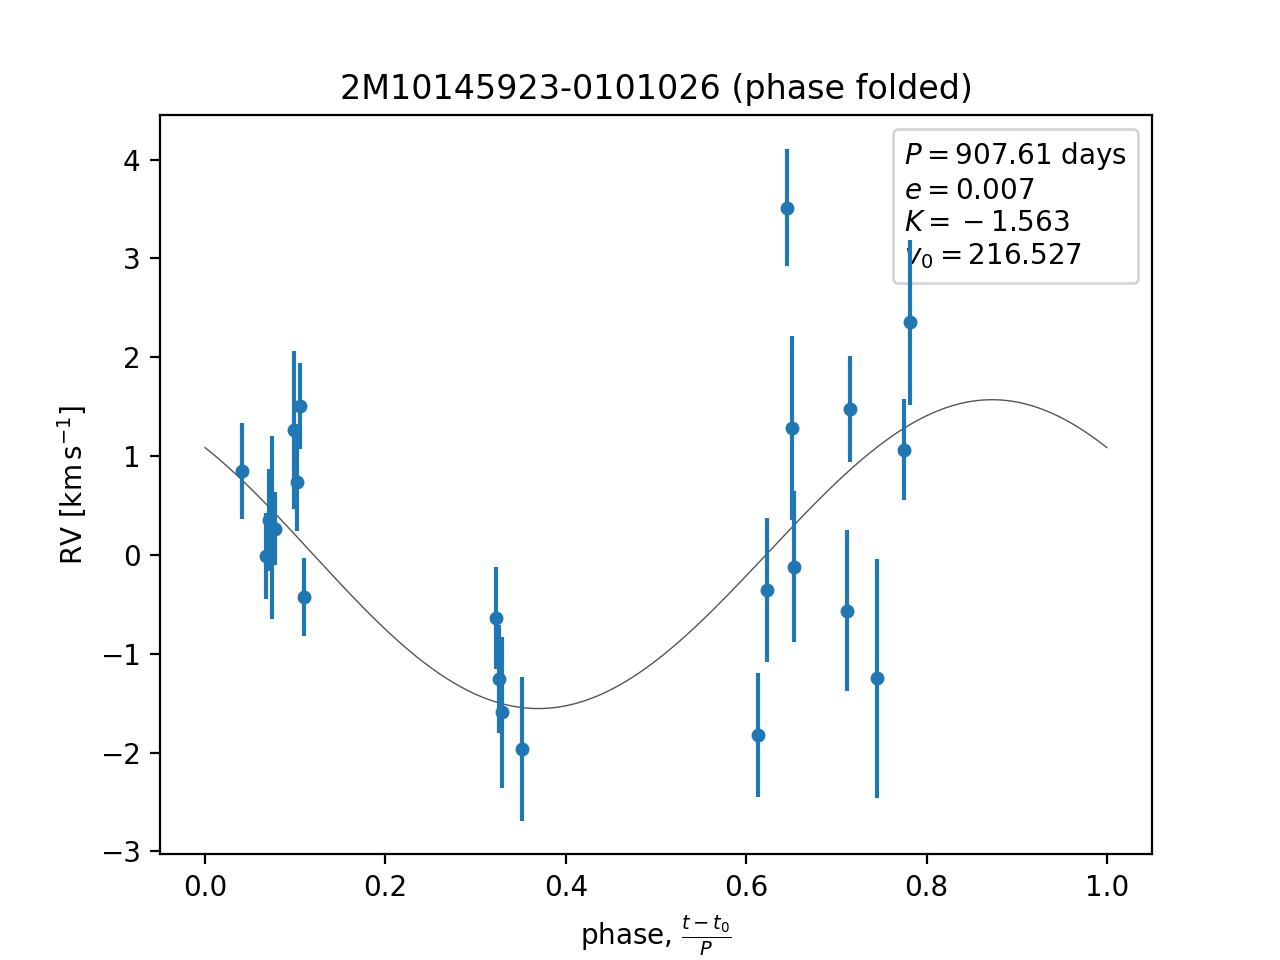 2M10145923-0101026 (phase folded)
P = 907.61 days
e = 0.007
K = −1.563
v₀ = 216.527
4
3
2
1
0
−1
−2
−3
RV [km s⁻¹]
0.0 0.2 0.4 0.6 0.8 1.0
phase, (t − t₀)/P